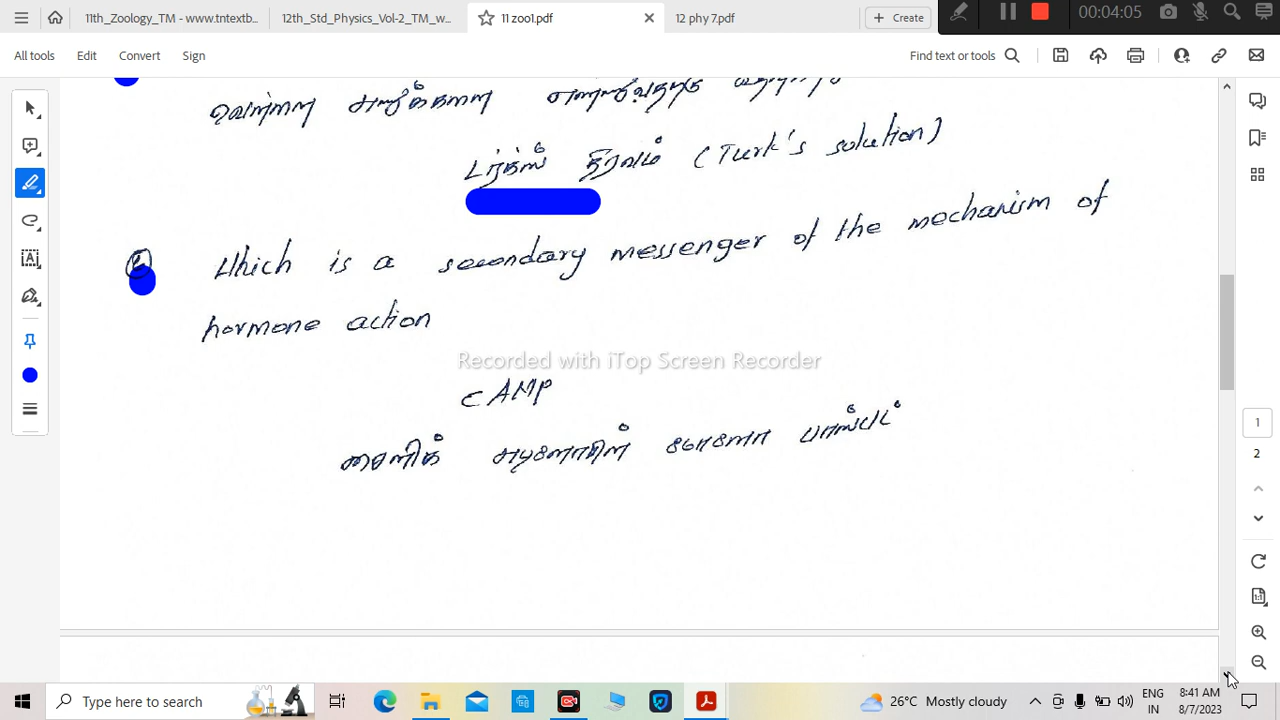 11th_Zoology_TM - www.tntextb...
12th_Std_Physics_Vol-2_TM_w...
11 zoo1.pdf
12 phy 7.pdf
Create
00:04:05
All tools Edit Convert Sign
Find text or tools
டர்க்ஸ் திரவம் (Turk's solution)
Which is a secondary messenger of the mechanism of
hormone action
Recorded with iTop Screen Recorder
cAMP
1
2
1:1
Type here to search
26°C Mostly cloudy
ENG
IN
8:41 AM
8/7/2023